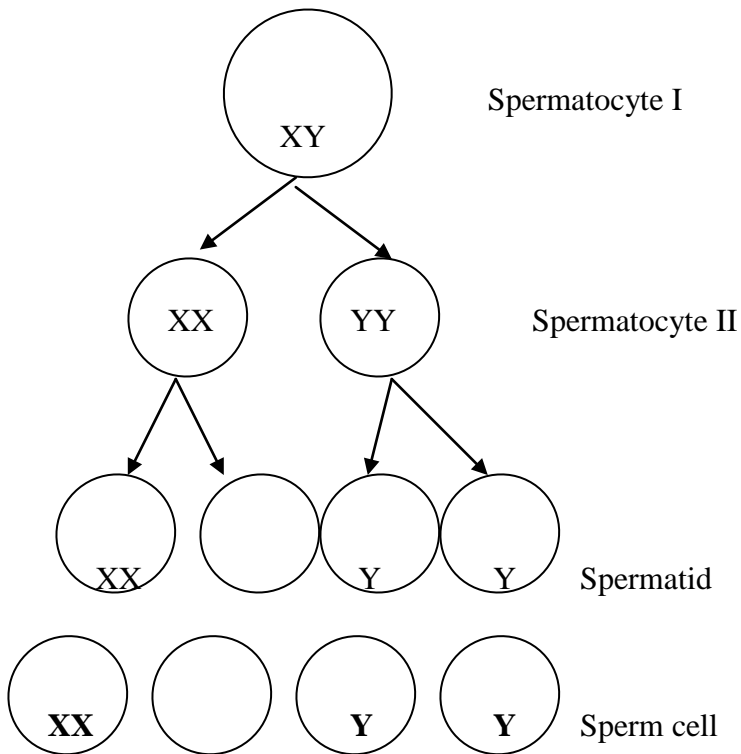 XY Spermatocyte I
XX YY Spermatocyte II
XX Y Y Spermatid
XX Y Y Sperm cell